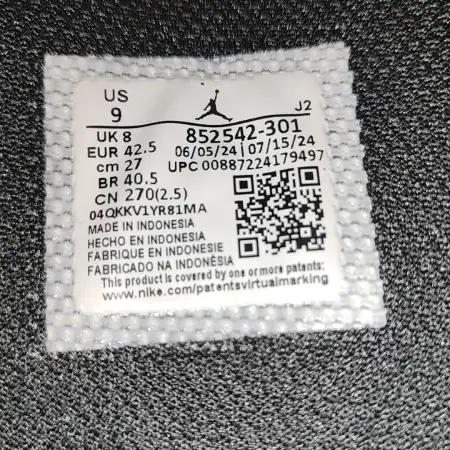 US
9
J2
UK 8
852542-301
EUR 42.5
06/05/24 | 07/15/24
cm 27
UPC 00887224179497
BR 40.5
CN 270(2.5)
04QKKV1YR81MA
MADE IN INDONESIA
HECHO EN INDONESIA
FABRIQUE EN INDONESIE
FABRICADO NA INDONÉSIA
This product is covered by one or more patents:
www.nike.com/patentsvirtualmarking